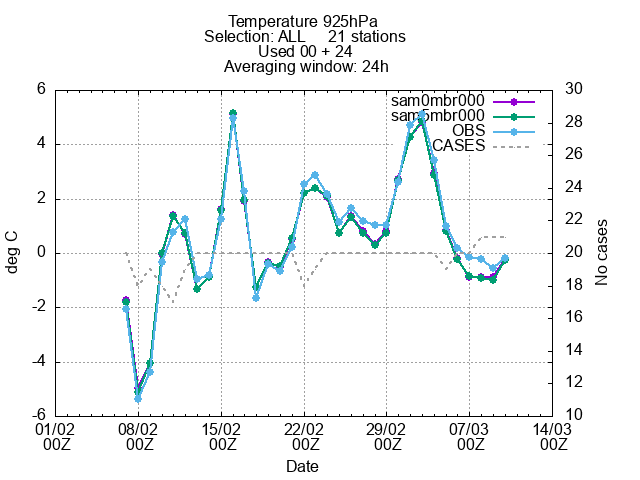 Temperature 925hPa
Selection: ALL 21 stations
Used 00 + 24
Averaging window: 24h
sam0mbr000
sam5mbr000
OBS
CASES
6
4
2
0
-2
-4
-6
deg C
30
28
26
24
22
20
18
16
14
12
10
No cases
01/02 08/02 15/02 22/02 29/02 07/03 14/03
00Z 00Z 00Z 00Z 00Z 00Z 00Z
Date